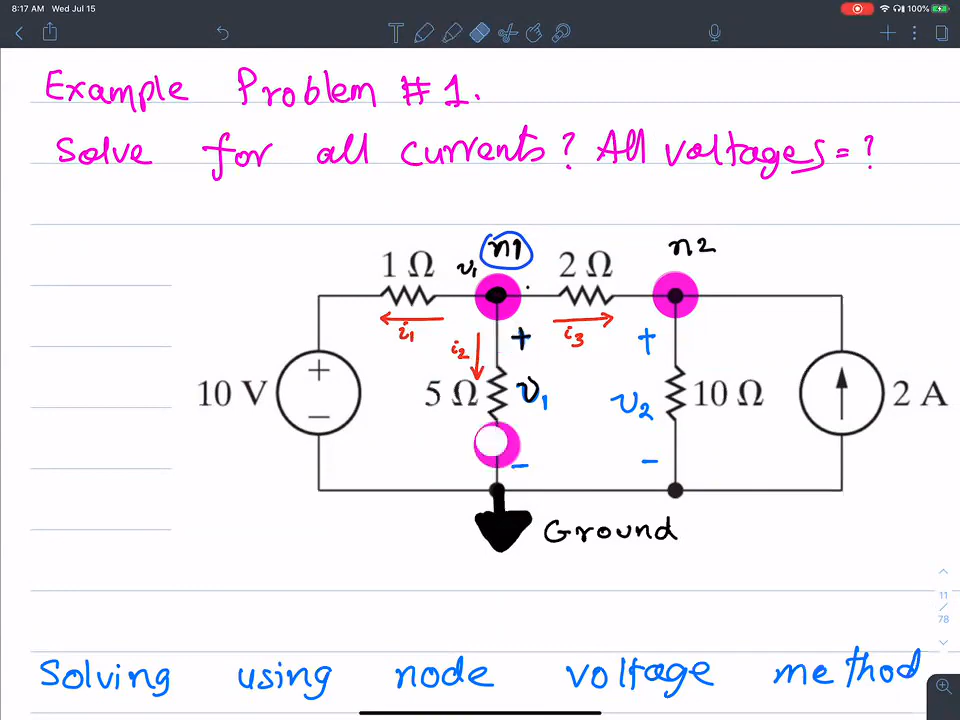 8:17 AM Wed Jul 15
100%
Example Problem #1.
Solve for all currents? All voltages=?
n1
n2
1 Ω
v₁
2 Ω
i₁
i₂
i₃
+
+
+
10 V
−
5 Ω
v₁
v₂
10 Ω
2 A
−
−
Ground
11
/
78
Solving using node voltage method